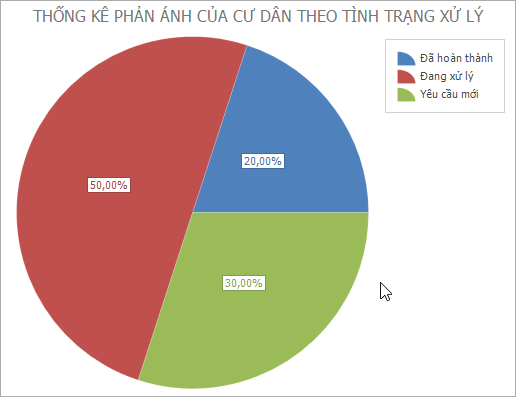 THỐNG KÊ PHẢN ÁNH CỦA CƯ DÂN THEO TÌNH TRẠNG XỬ LÝ
Đã hoàn thành
Đang xử lý
Yêu cầu mới
20,00%
50,00%
30,00%